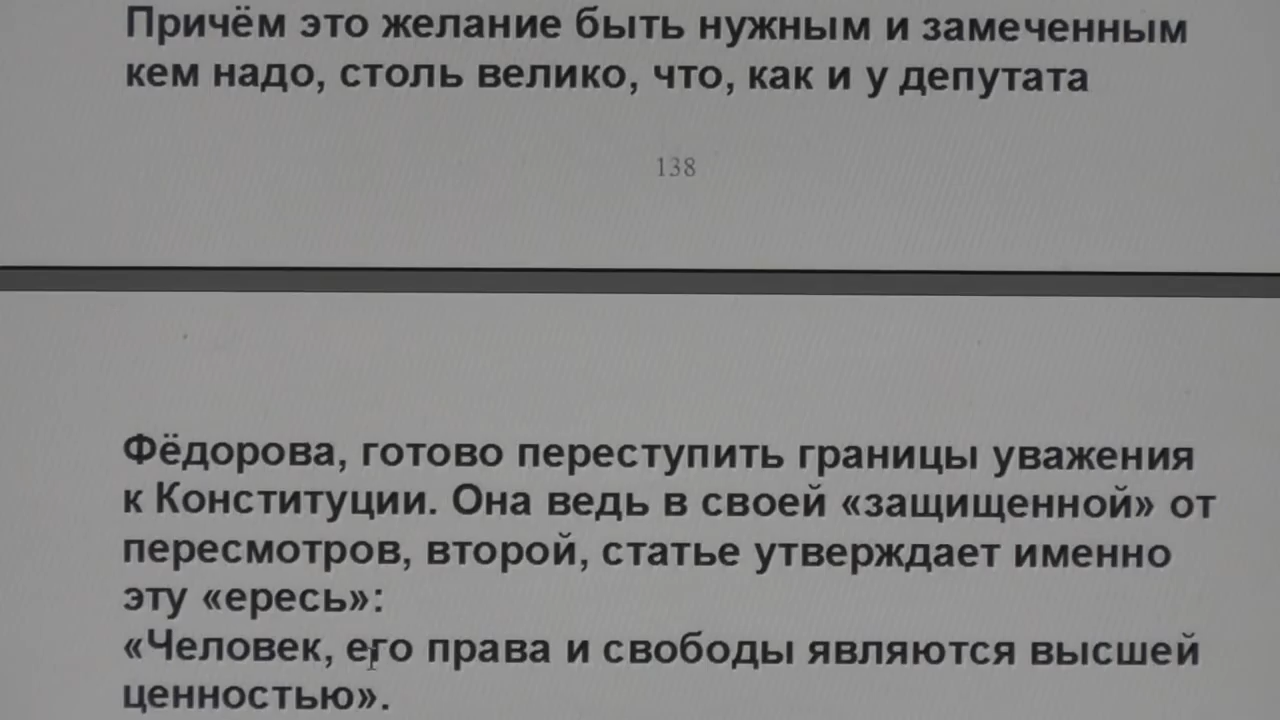 Причём это желание быть нужным и замеченным
кем надо, столь велико, что, как и у депутата
138
Фёдорова, готово переступить границы уважения
к Конституции. Она ведь в своей «защищенной» от
пересмотров, второй, статье утверждает именно
эту «ересь»:
«Человек, его права и свободы являются высшей
ценностью».